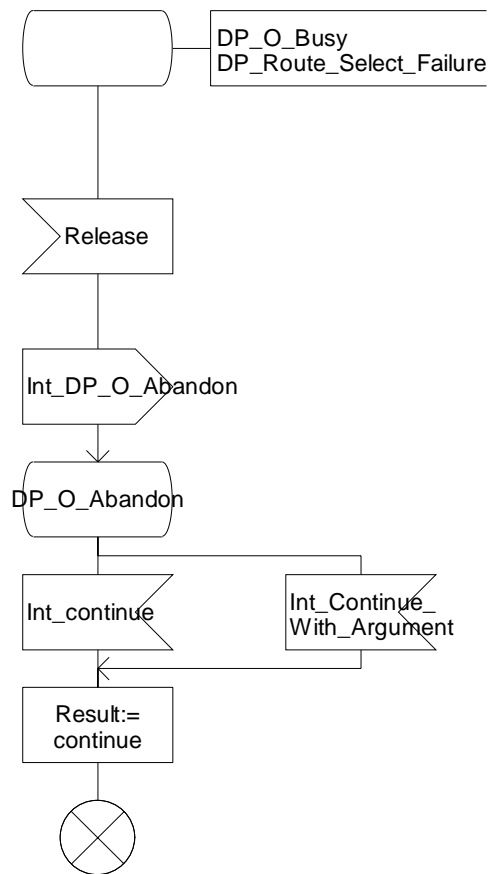 DP_O_Busy
DP_Route_Select_Failure
Release
Int_DP_O_Abandon
DP_O_Abandon
Int_continue
Int_Continue_
With_Argument
Result:=
continue